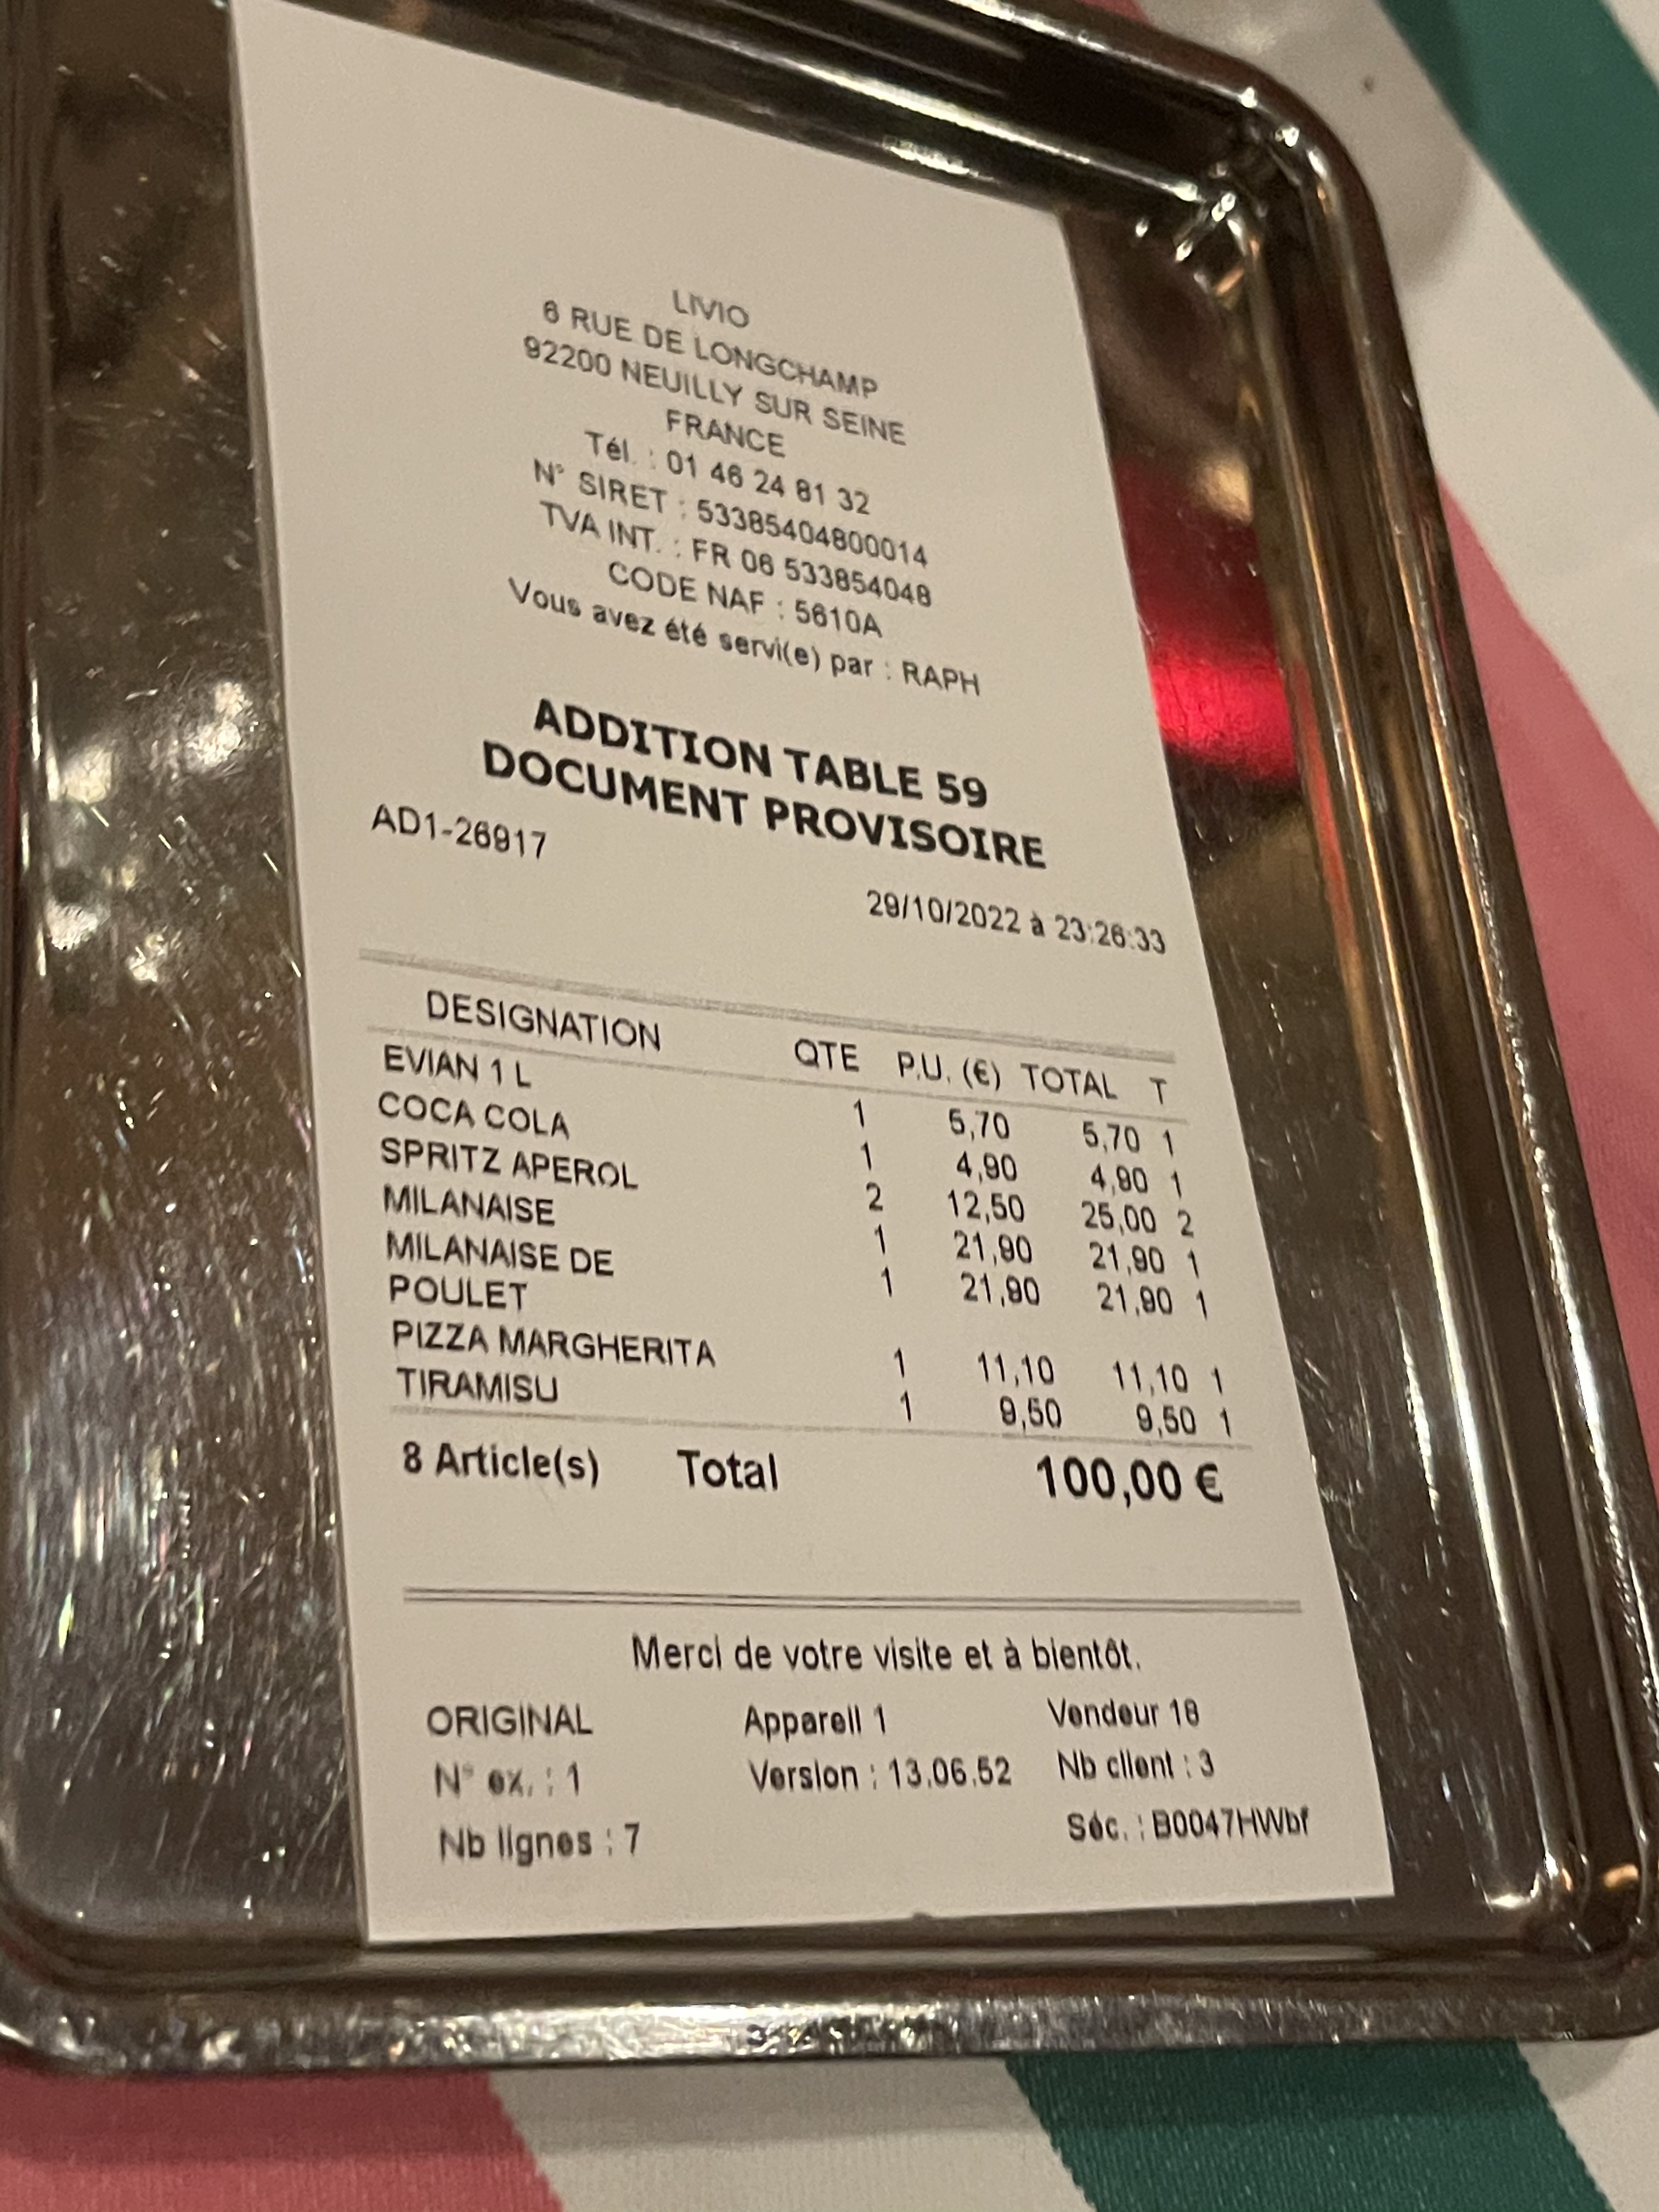 LIVIO
6 RUE DE LONGCHAMP
92200 NEUILLY SUR SEINE
FRANCE
Tél. : 01 46 24 81 32
N° SIRET : 53385404800014
TVA INT. : FR 06 533854048
CODE NAF : 5610A
Vous avez été servi(e) par : RAPH
ADDITION TABLE 59
DOCUMENT PROVISOIRE
AD1-26917
29/10/2022 à 23:26:33
DESIGNATION QTE P.U. (€) TOTAL T
EVIAN 1 L 1 5,70 5,70 1
COCA COLA 1 4,90 4,90 1
SPRITZ APEROL 2 12,50 25,00 2
MILANAISE 1 21,90 21,90 1
MILANAISE DE 1 21,90 21,90 1
POULET
PIZZA MARGHERITA 1 11,10 11,10 1
TIRAMISU 1 9,50 9,50 1
8 Article(s) Total 100,00 €
Merci de votre visite et à bientôt.
ORIGINAL Appareil 1 Vendeur 18
N° ex. : 1 Version : 13.06.52 Nb client : 3
Nb lignes : 7 Séc. : B0047HWbf